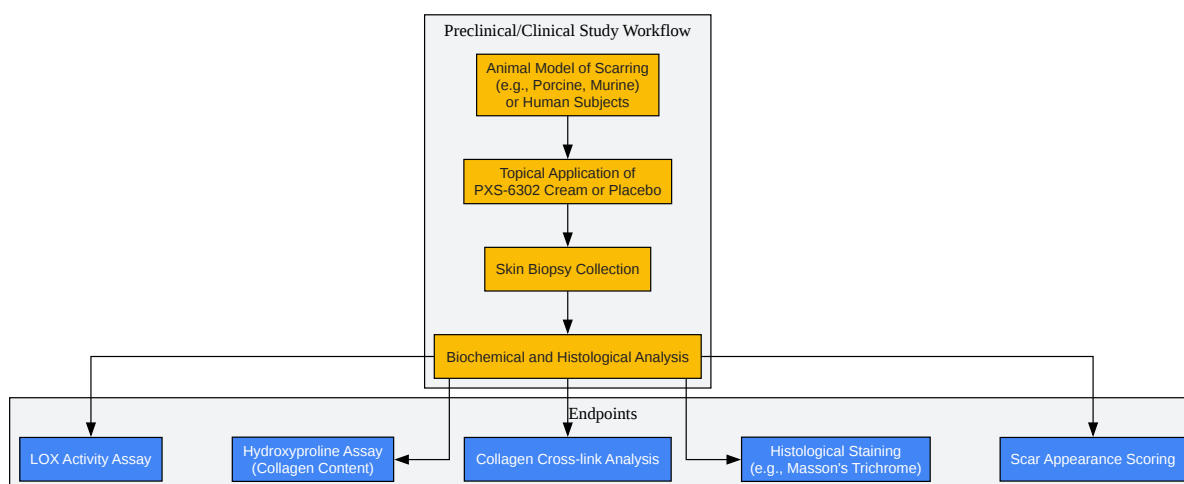 Preclinical/Clinical Study Workflow
Animal Model of Scarring
(e.g., Porcine, Murine)
or Human Subjects
Topical Application of
PXS-6302 Cream or Placebo
Skin Biopsy Collection
Biochemical and Histological Analysis
Endpoints
LOX Activity Assay
Hydroxyproline Assay
(Collagen Content)
Collagen Cross-link Analysis
Histological Staining
(e.g., Masson's Trichrome)
Scar Appearance Scoring